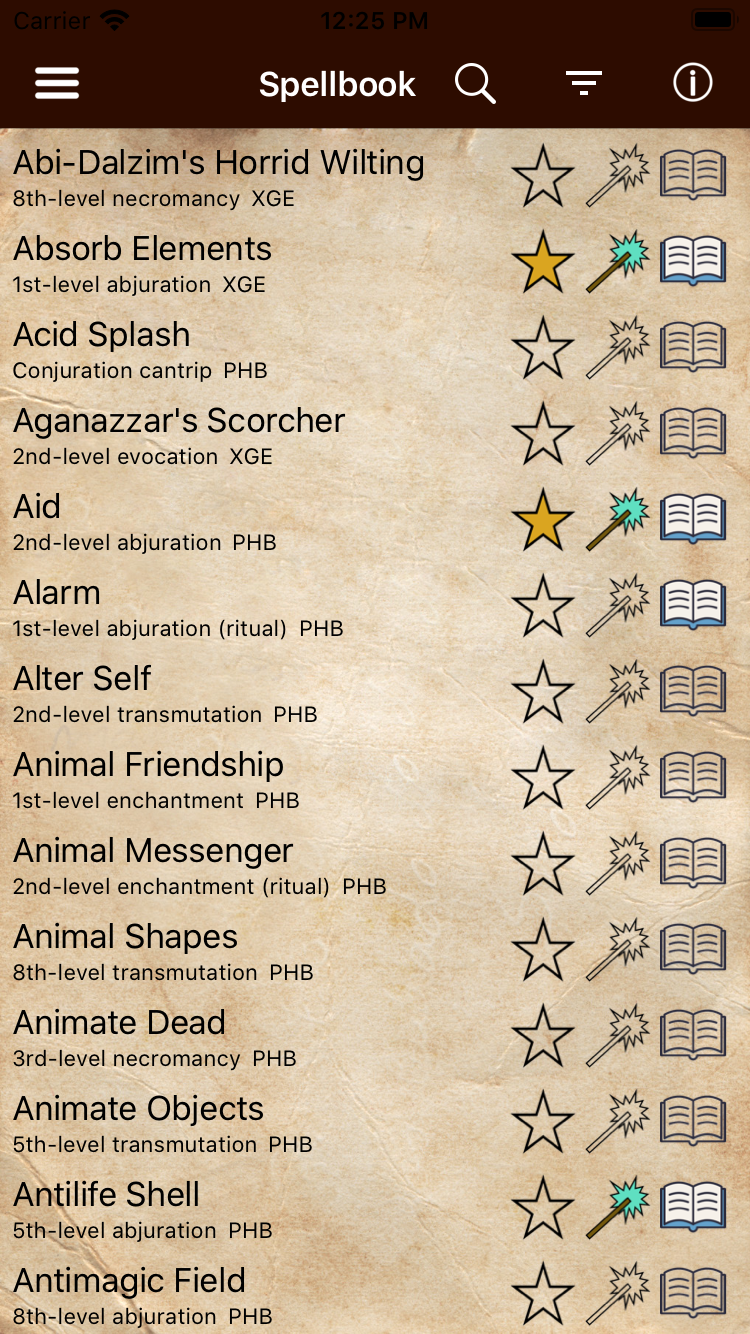 Carrier 12:25 PM
Spellbook
Abi-Dalzim's Horrid Wilting
8th-level necromancy XGE
Absorb Elements
1st-level abjuration XGE
Acid Splash
Conjuration cantrip PHB
Aganazzar's Scorcher
2nd-level evocation XGE
Aid
2nd-level abjuration PHB
Alarm
1st-level abjuration (ritual) PHB
Alter Self
2nd-level transmutation PHB
Animal Friendship
1st-level enchantment PHB
Animal Messenger
2nd-level enchantment (ritual) PHB
Animal Shapes
8th-level transmutation PHB
Animate Dead
3rd-level necromancy PHB
Animate Objects
5th-level transmutation PHB
Antilife Shell
5th-level abjuration PHB
Antimagic Field
8th-level abjuration PHB